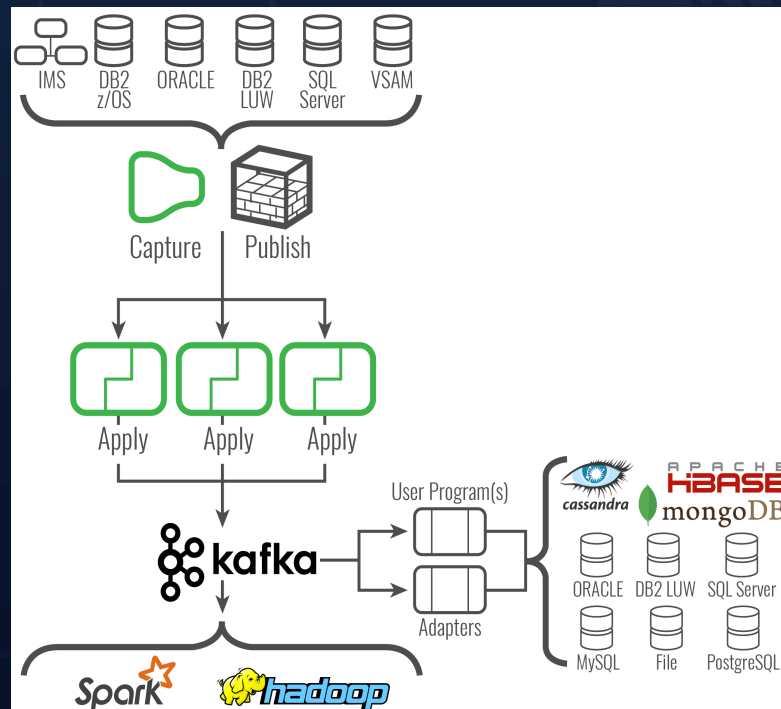 IMS
DB2
z/OS
ORACLE
DB2
LUW
SQL
Server
VSAM
Capture
Publish
Apply
Apply
Apply
kafka
User Program(s)
Adapters
cassandra
APACHE
HBASE
mongoDB
ORACLE
DB2 LUW
SQL Server
MySQL
File
PostgreSQL
Spark
hadoop